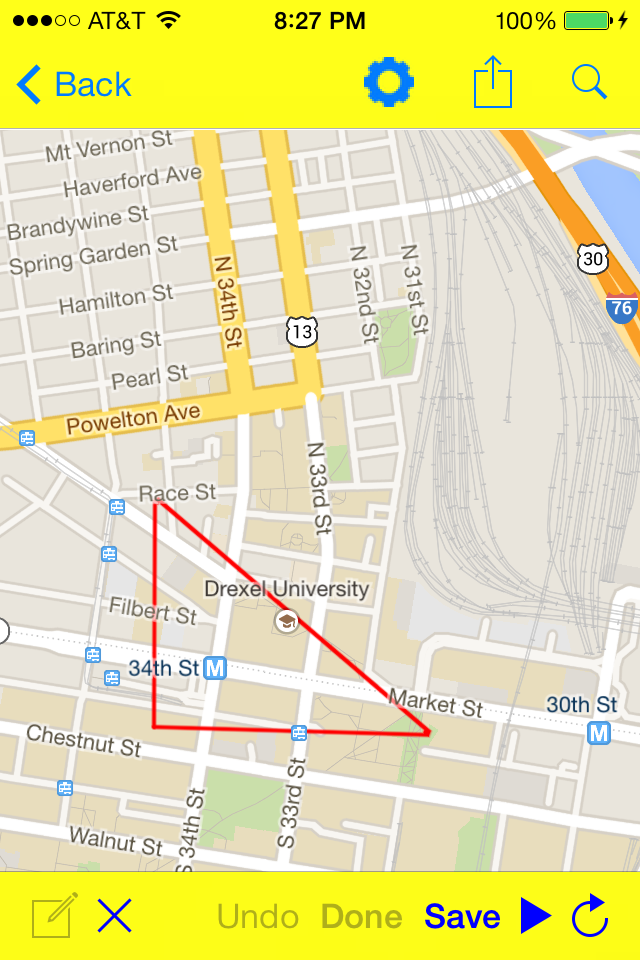 AT&T 8:27 PM 100%
Back
Mt Vernon St
Haverford Ave
Brandywine St
Spring Garden St
N 34th St
N 32nd St
N 31st St
30
76
Hamilton St
13
Baring St
Pearl St
Powelton Ave
N 33rd St
Race St
Drexel University
Filbert St
34th St M
Market St
30th St
M
Chestnut St
S 34th St
S 33rd St
Walnut St
Undo Done Save